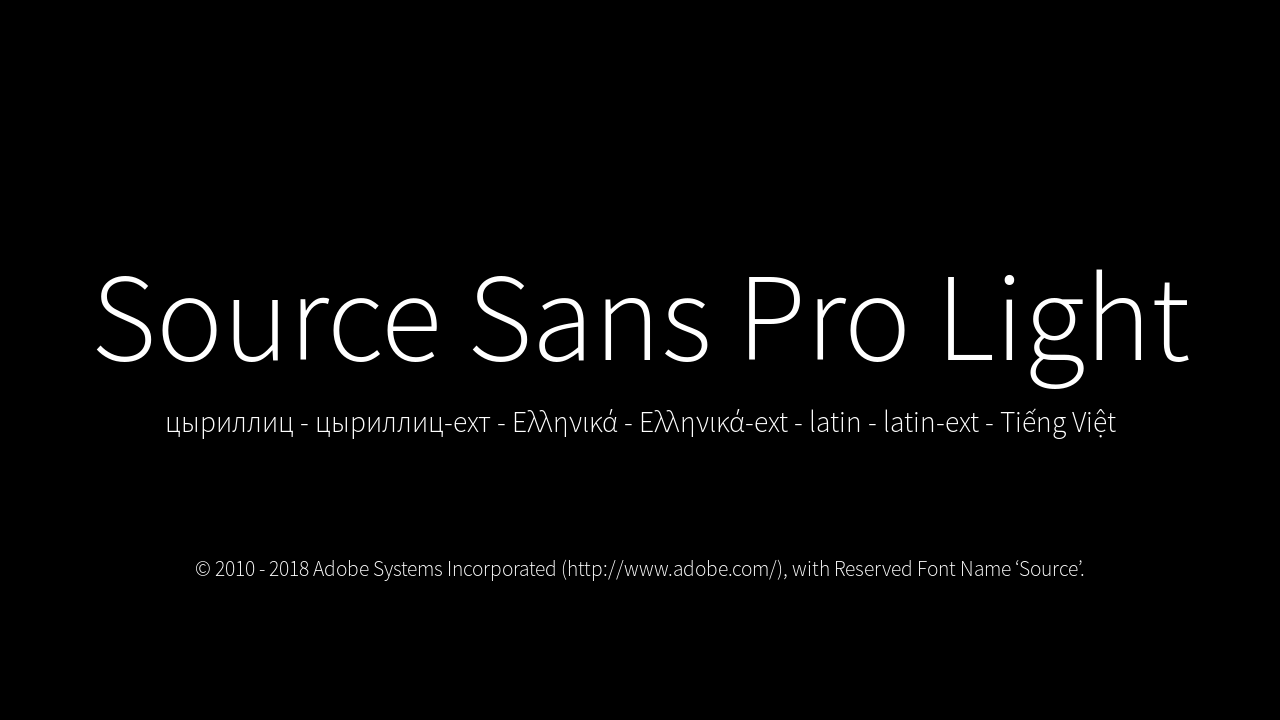 Source Sans Pro Light
цыриллиц - цыриллиц-ехт - Ελληνικά - Ελληνικά-ext - latin - latin-ext - Tiếng Việt
© 2010 - 2018 Adobe Systems Incorporated (http://www.adobe.com/), with Reserved Font Name ‘Source’.